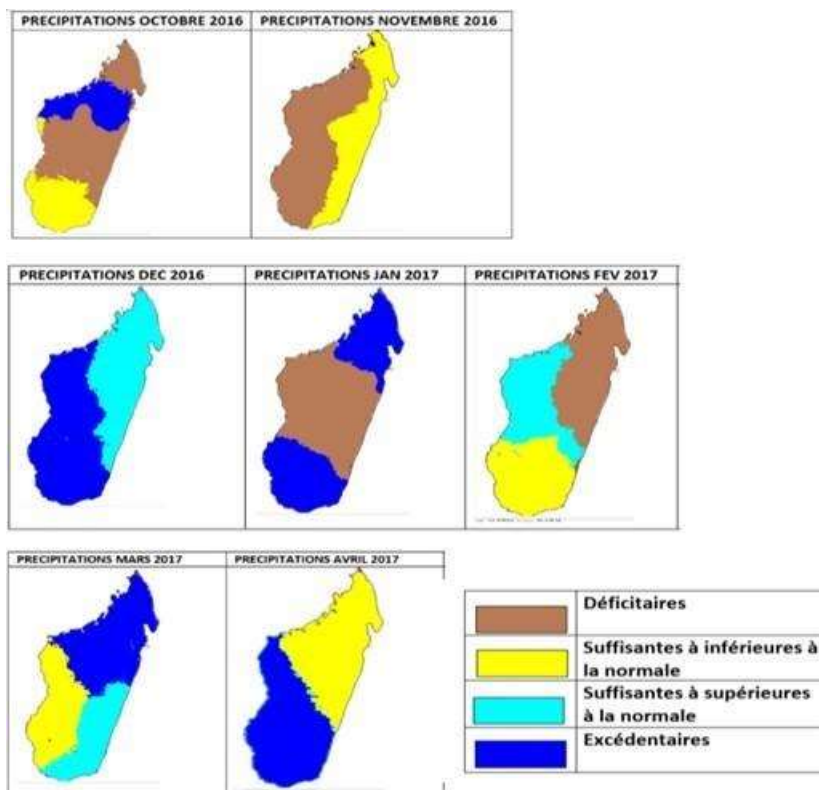 PRECIPITATIONS OCTOBRE 2016
PRECIPITATIONS NOVEMBRE 2016
PRECIPITATIONS DEC 2016
PRECIPITATIONS JAN 2017
PRECIPITATIONS FEV 2017
PRECIPITATIONS MARS 2017
PRECIPITATIONS AVRIL 2017
Déficitaires
Suffisantes à inférieures à
la normale
Suffisantes à supérieures
à la normale
Excédentaires